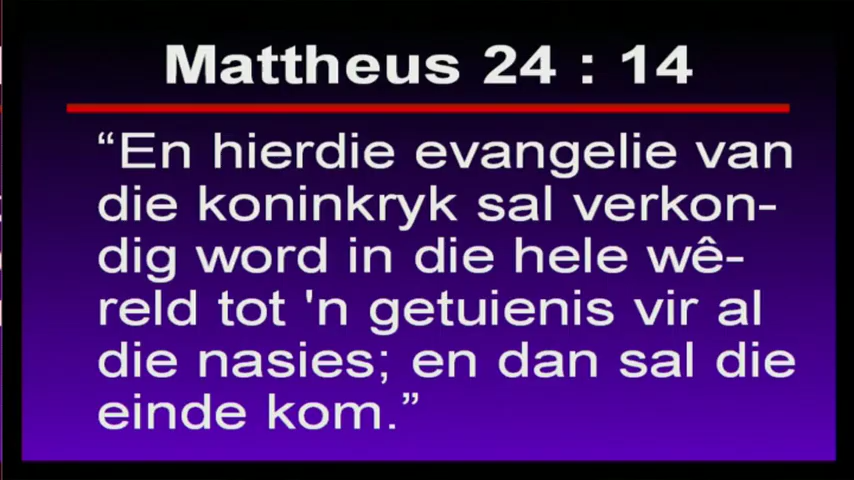 Mattheus 24 : 14
“En hierdie evangelie van
die koninkryk sal verkon-
dig word in die hele wê-
reld tot 'n getuienis vir al
die nasies; en dan sal die
einde kom.”